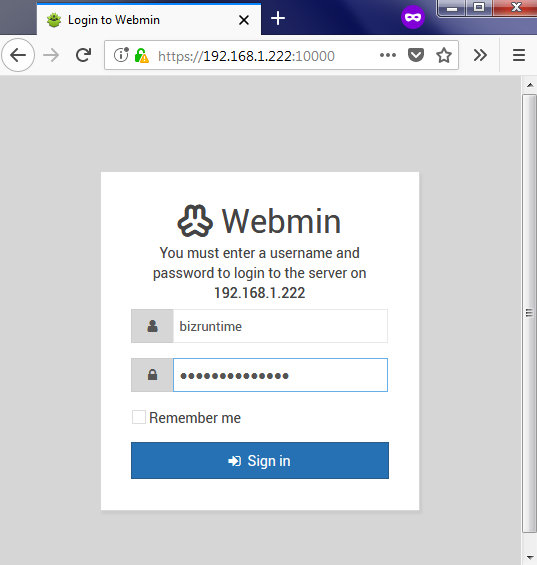 Login to Webmin
https://192.168.1.222:10000
Webmin
You must enter a username and
password to login to the server on
192.168.1.222
bizruntime
••••••••••••••
Remember me
Sign in